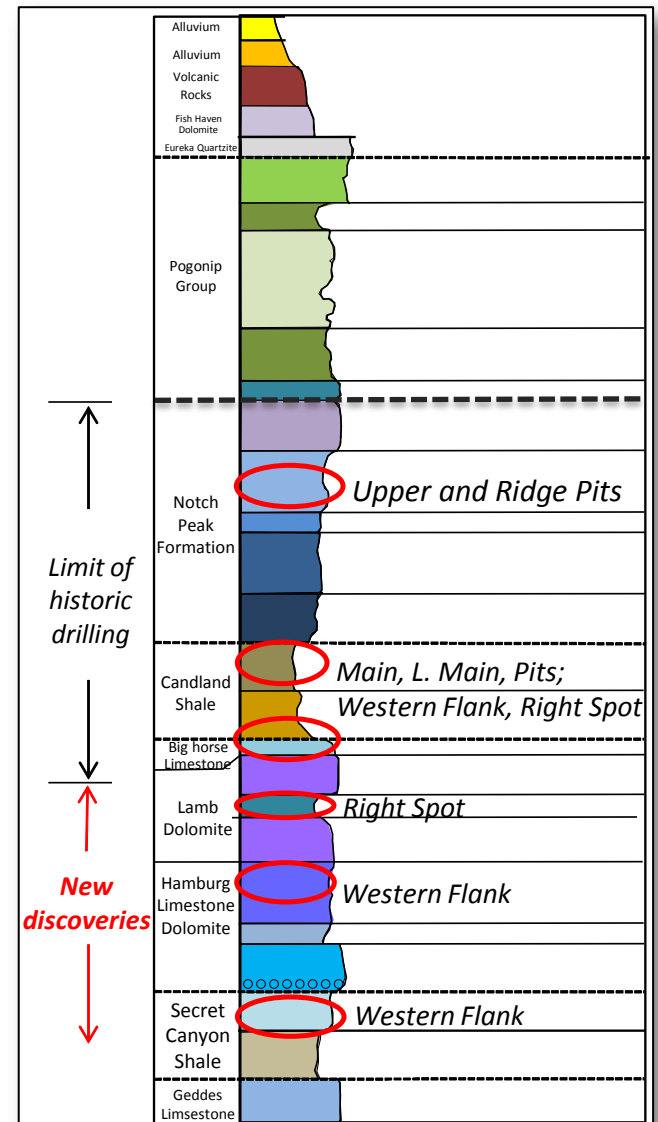 Alluvium
Alluvium
Volcanic
Rocks
Fish Haven
Dolomite
Eureka Quartzite
Pogonip
Group
Notch
Peak
Formation
Upper and Ridge Pits
Limit of
historic
drilling
Candland
Shale
Main, L. Main, Pits;
Western Flank, Right Spot
Big horse
Limestone
Lamb
Dolomite
Right Spot
New
discoveries
Hamburg
Limestone
Dolomite
Western Flank
Secret
Canyon
Shale
Western Flank
Geddes
Limsestone